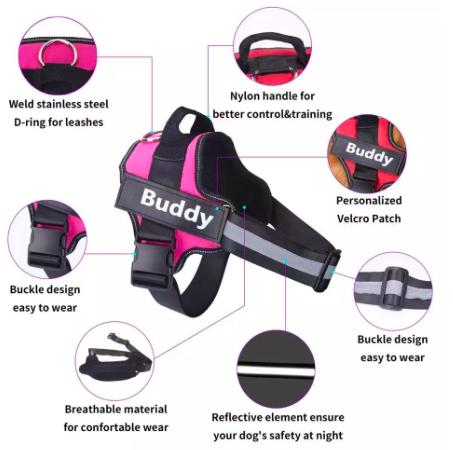 Weld stainless steel
D-ring for leashes
Nylon handle for
better control&training
Buddy
Personalized
Velcro Patch
Buddy
Buckle design
easy to wear
Buckle design
easy to wear
Breathable material
for comfortable wear
Reflective element ensure
your dog's safety at night